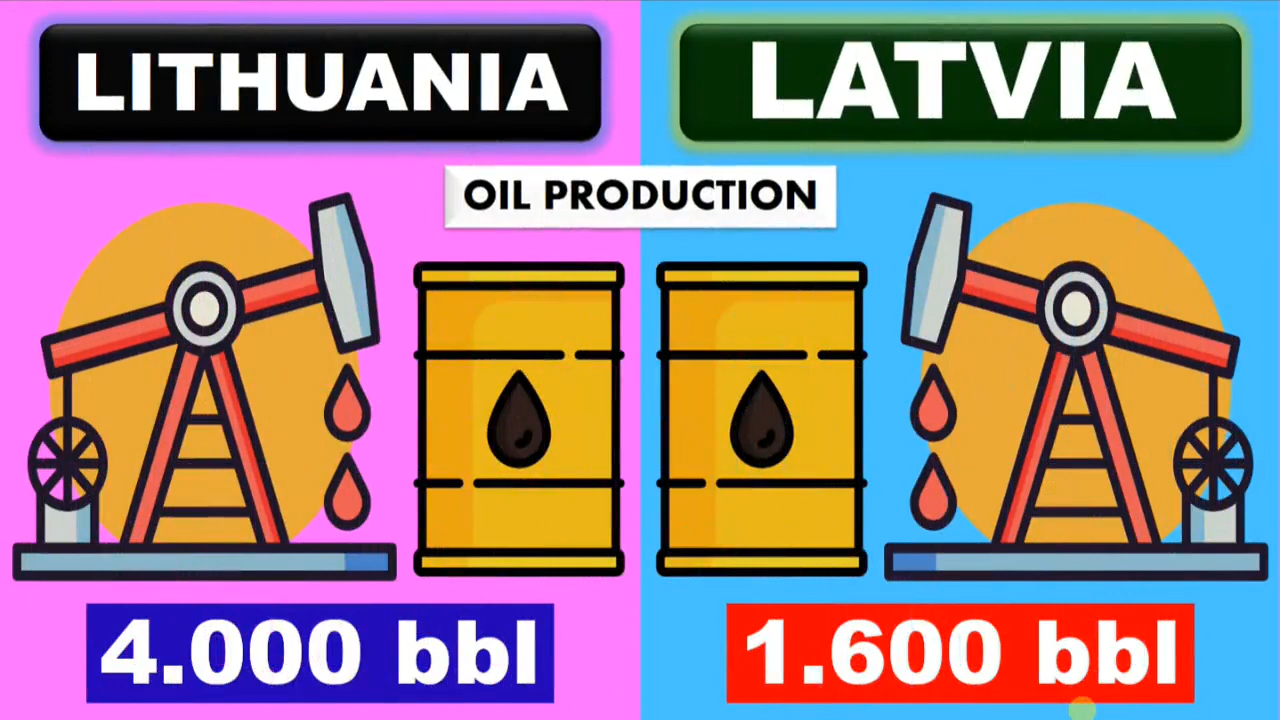 LITHUANIA
LATVIA
OIL PRODUCTION
4.000 bbl
1.600 bbl